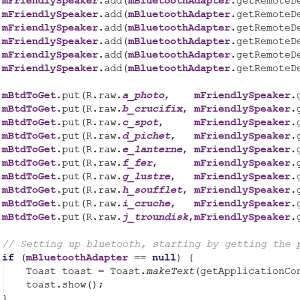 mFriendlySpeaker.add(mBluetoothAdapter.getRemoteDe
mFriendlySpeaker.add(mBluetoothAdapter.getRemoteDe
mFriendlySpeaker.add(mBluetoothAdapter.getRemoteDe
mFriendlySpeaker.add(mBluetoothAdapter.getRemoteDe
mFriendlySpeaker.add(mBluetoothAdapter.getRemoteDe
mFriendlySpeaker.add(mBluetoothAdapter.getRemoteDe
mBtdToGet.put(R.raw.a_photo, mFriendlySpeaker.g
mBtdToGet.put(R.raw.b_crucifix, mFriendlySpeaker.g
mBtdToGet.put(R.raw.c_spot, mFriendlySpeaker.g
mBtdToGet.put(R.raw.d_pichet, mFriendlySpeaker.g
mBtdToGet.put(R.raw.e_lanterne, mFriendlySpeaker.g
mBtdToGet.put(R.raw.f_fer, mFriendlySpeaker.g
mBtdToGet.put(R.raw.g_lustre, mFriendlySpeaker.g
mBtdToGet.put(R.raw.h_soufflet, mFriendlySpeaker.g
mBtdToGet.put(R.raw.i_cruche, mFriendlySpeaker.g
mBtdToGet.put(R.raw.j_troundisk,mFriendlySpeaker.g
// Setting up bluetooth, starting by getting the p
if (mBluetoothAdapter == null) {
Toast toast = Toast.makeText(getApplicationCon
toast.show();
}